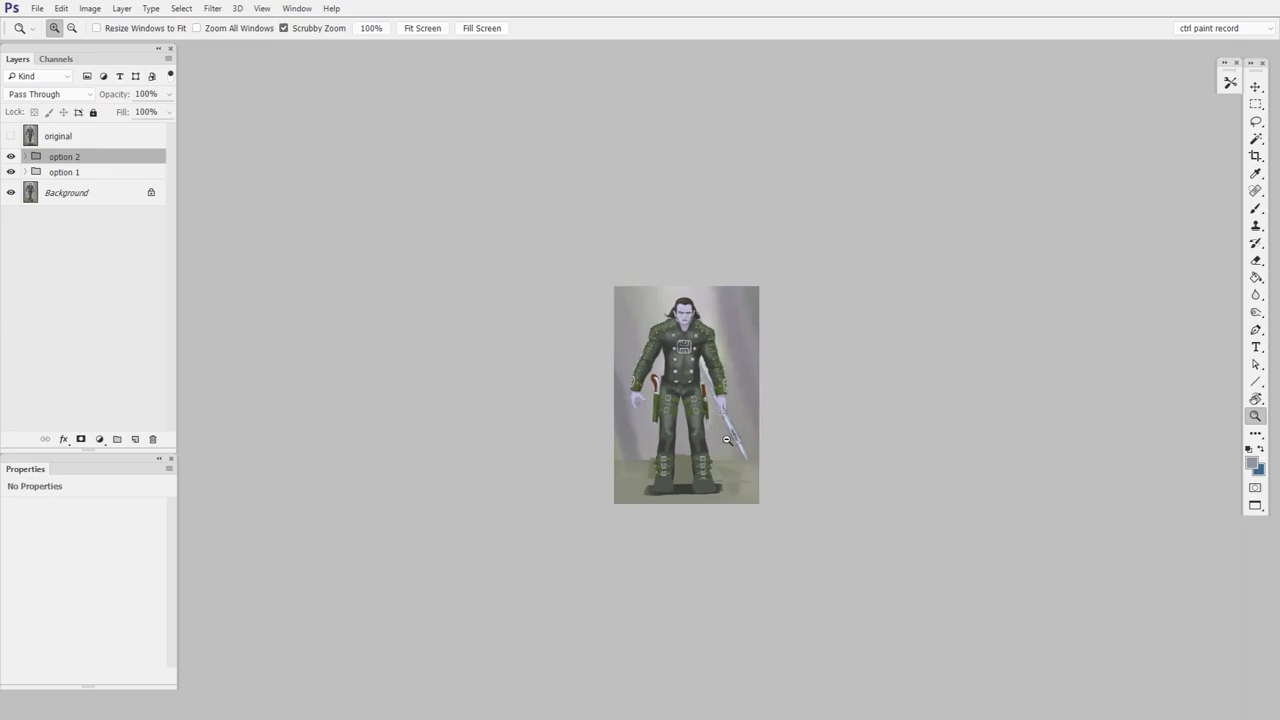 Ps File Edit Image Layer Type Select Filter 3D View Window Help
Resize Windows to Fit Zoom All Windows Scrubby Zoom 100% Fit Screen Fill Screen ctrl paint record
Layers Channels
Kind
Pass Through Opacity: 100%
Lock: Fill: 100%
original
option 2
option 1
Background
fx
Properties
No Properties